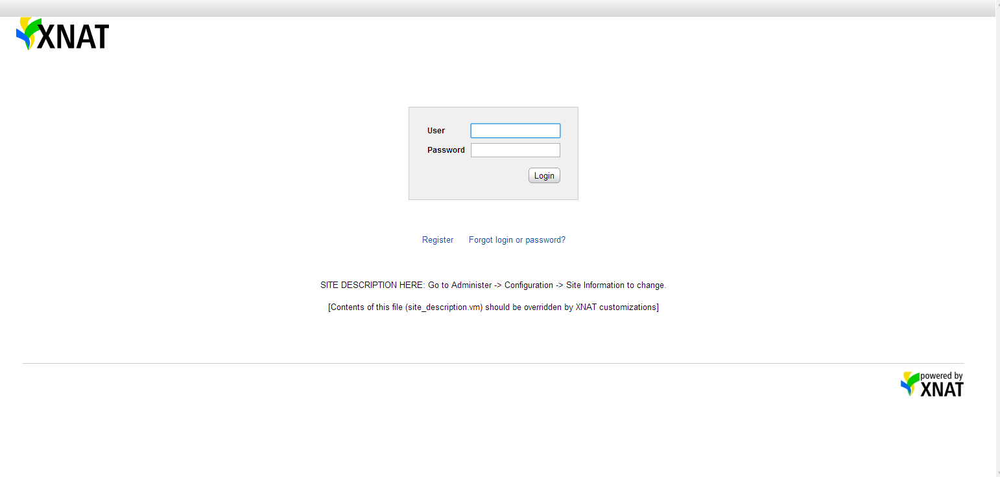 XNAT
User
Password
Login
Register Forgot login or password?
SITE DESCRIPTION HERE: Go to Administer -> Configuration -> Site Information to change.
[Contents of this file (site_description.vm) should be overridden by XNAT customizations]
powered by
XNAT